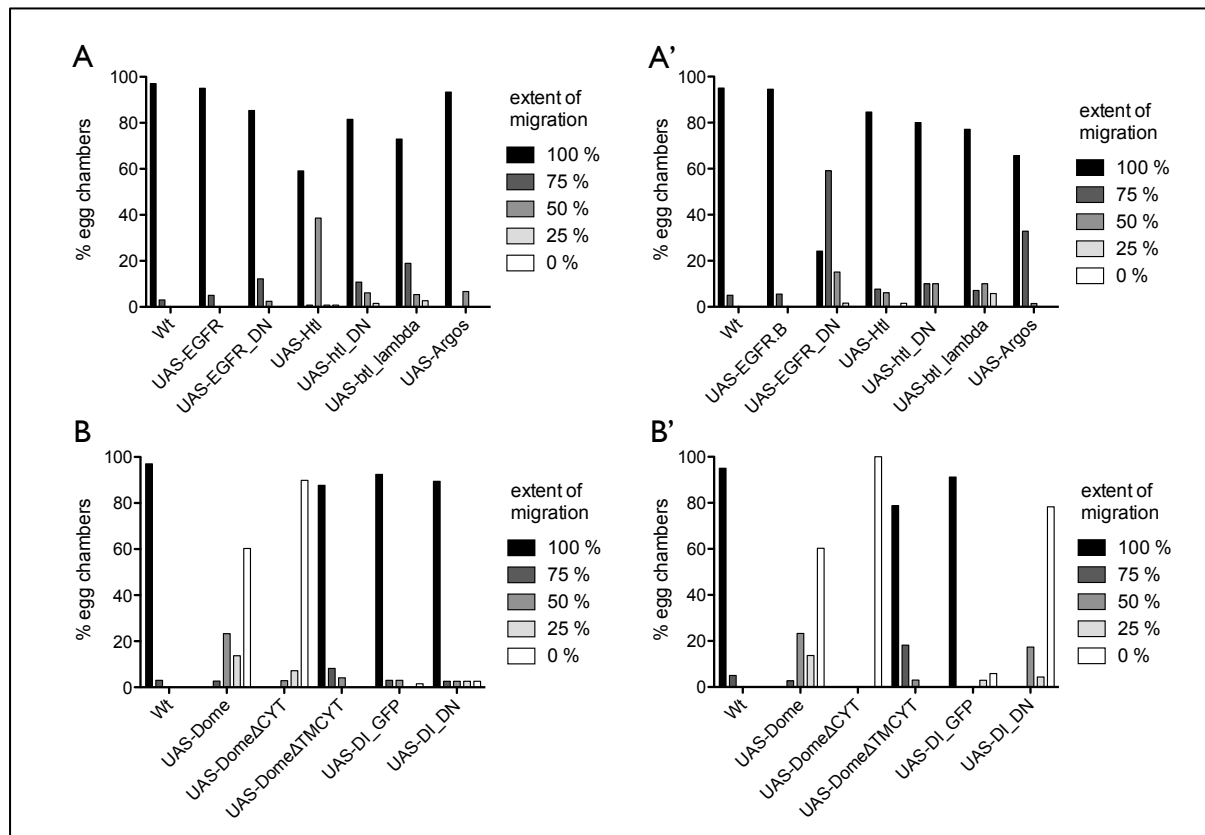 A
100
80
60
40
20
0
% egg chambers
Wt
UAS-EGFR
UAS-EGFR_DN
UAS-Htl
UAS-htl_DN
UAS-btl_lambda
UAS-Argos
extent of
migration
100 %
75 %
50 %
25 %
0 %
A'
100
80
60
40
20
0
% egg chambers
Wt
UAS-EGFR.B
UAS-EGFR_DN
UAS-Htl
UAS-htl_DN
UAS-btl_lambda
UAS-Argos
extent of
migration
100 %
75 %
50 %
25 %
0 %
B
100
80
60
40
20
0
% egg chambers
Wt
UAS-Dome
UAS-DomeΔCYT
UAS-DomeΔTMCYT
UAS-Dl_GFP
UAS-Dl_DN
extent of
migration
100 %
75 %
50 %
25 %
0 %
B'
100
80
60
40
20
0
% egg chambers
Wt
UAS-Dome
UAS-DomeΔCYT
UAS-DomeΔTMCYT
UAS-Dl_GFP
UAS-Dl_DN
extent of
migration
100 %
75 %
50 %
25 %
0 %